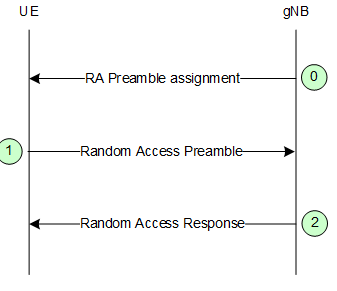 UE gNB
RA Preamble assignment 0
1 Random Access Preamble
Random Access Response 2